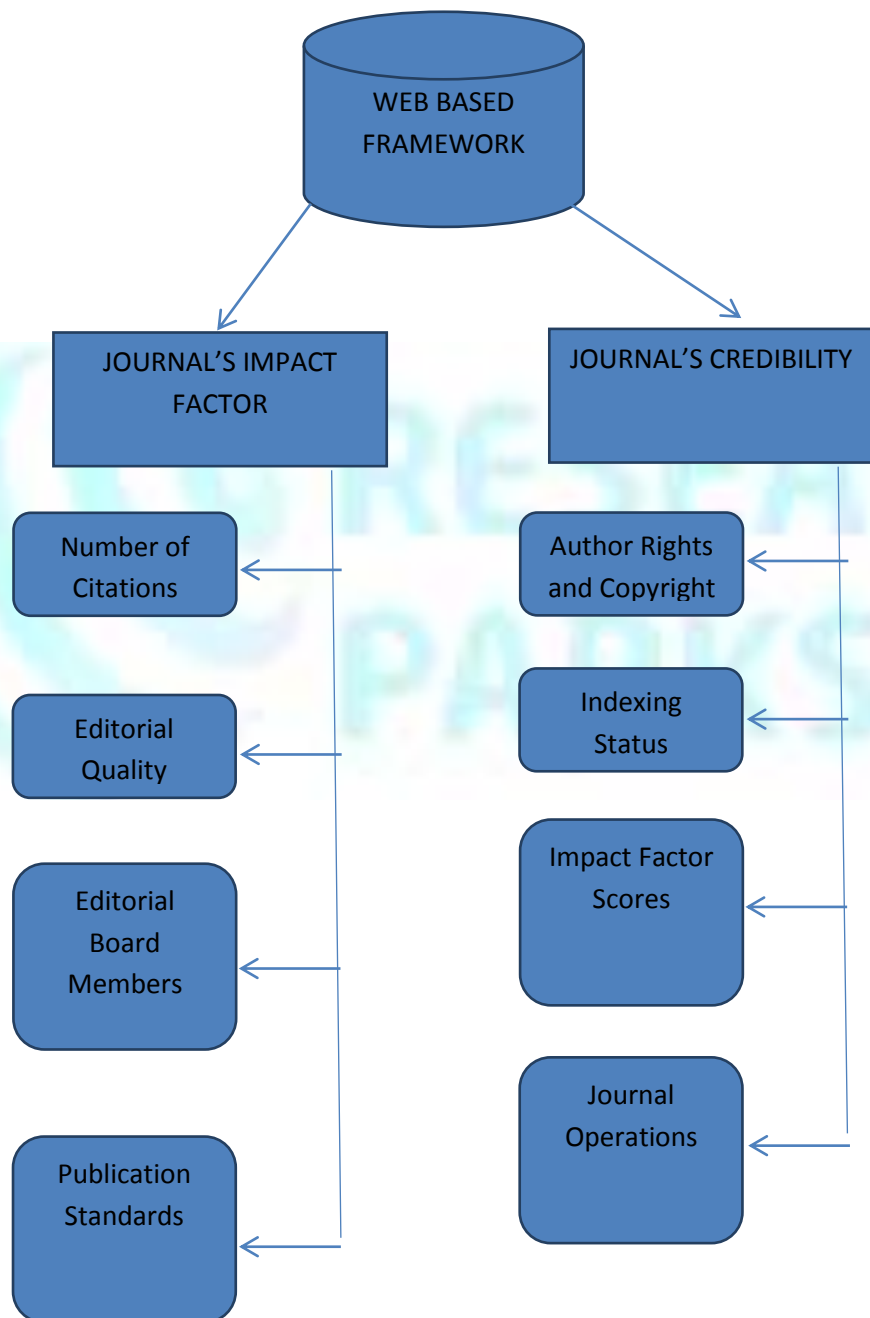 WEB BASED
FRAMEWORK
JOURNAL’S IMPACT
FACTOR
JOURNAL’S CREDIBILITY
Number of
Citations
Editorial
Quality
Editorial
Board
Members
Publication
Standards
Author Rights
and Copyright
Indexing
Status
Impact Factor
Scores
Journal
Operations